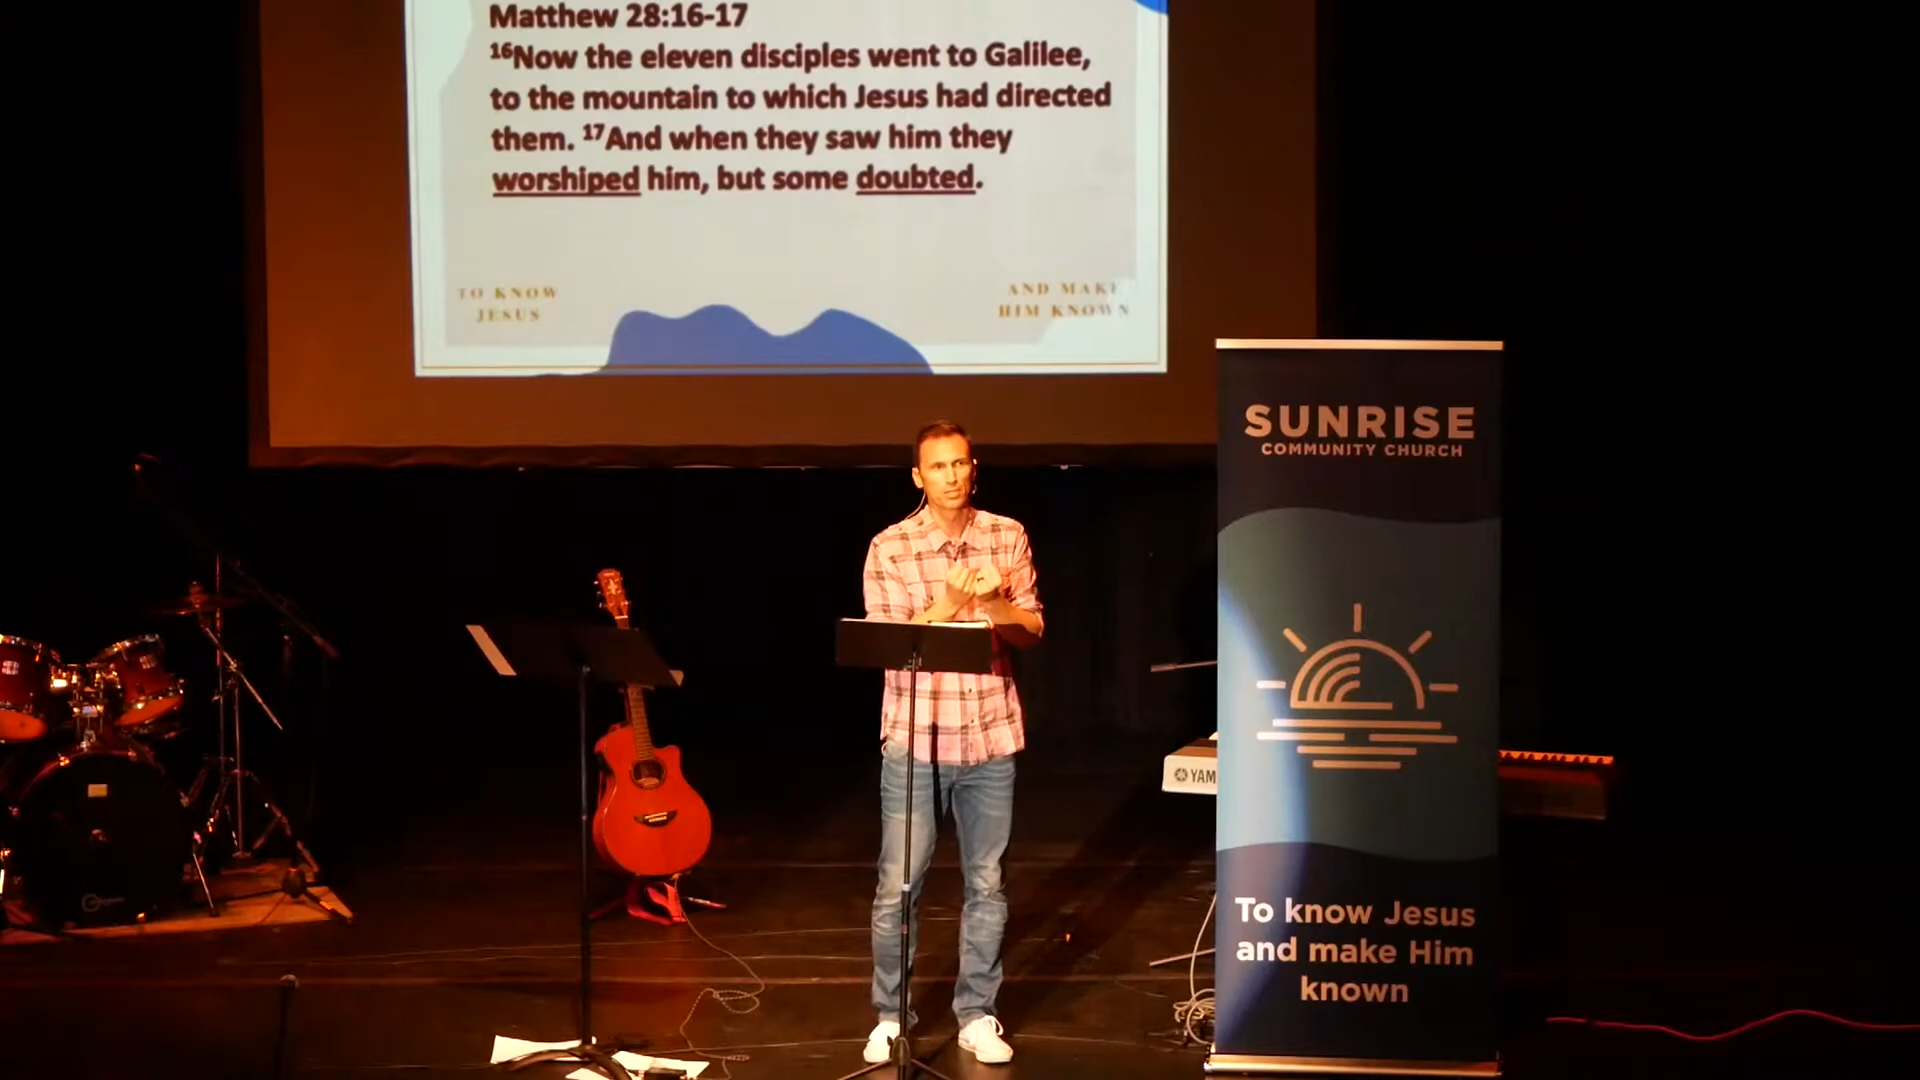 Matthew 28:16-17
16Now the eleven disciples went to Galilee,
to the mountain to which Jesus had directed
them. 17And when they saw him they
worshiped him, but some doubted.
TO KNOW
JESUS
AND MAKE
HIM KNOWN
SUNRISE
COMMUNITY CHURCH
YAM
To know Jesus
and make Him
known